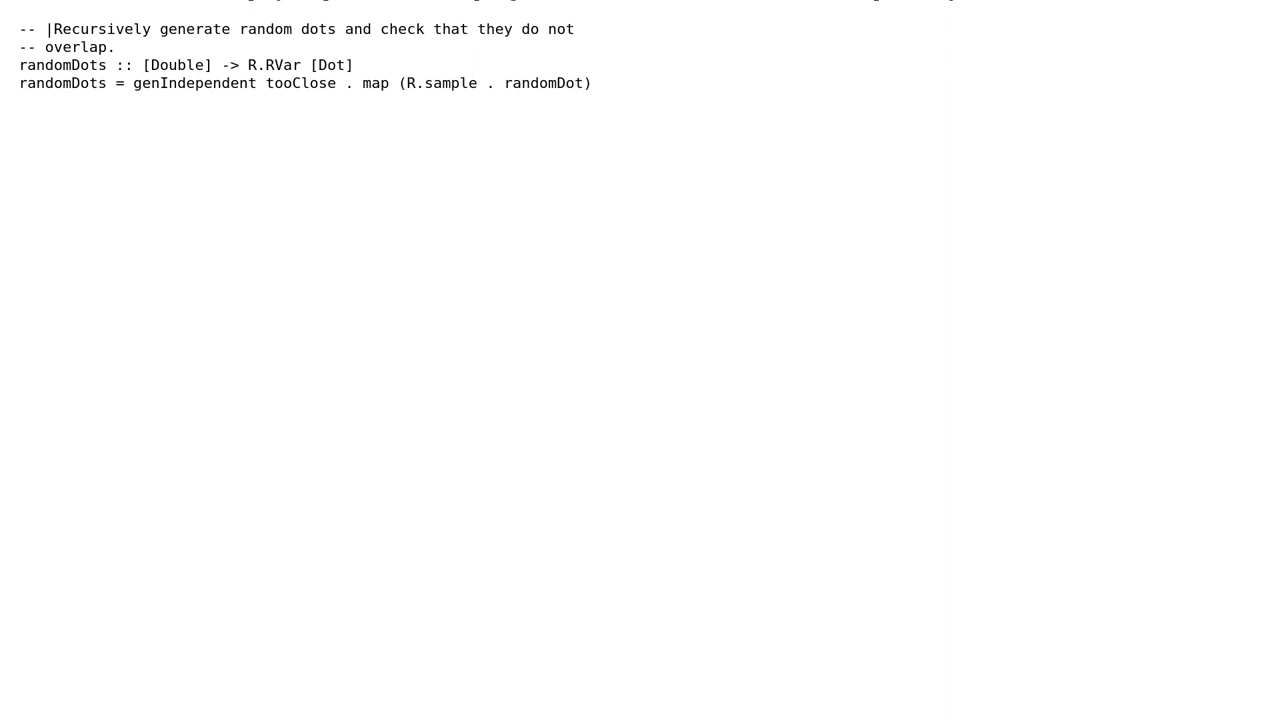 -- |Recursively generate random dots and check that they do not
-- overlap.
randomDots :: [Double] -> R.RVar [Dot]
randomDots = genIndependent tooClose . map (R.sample . randomDot)